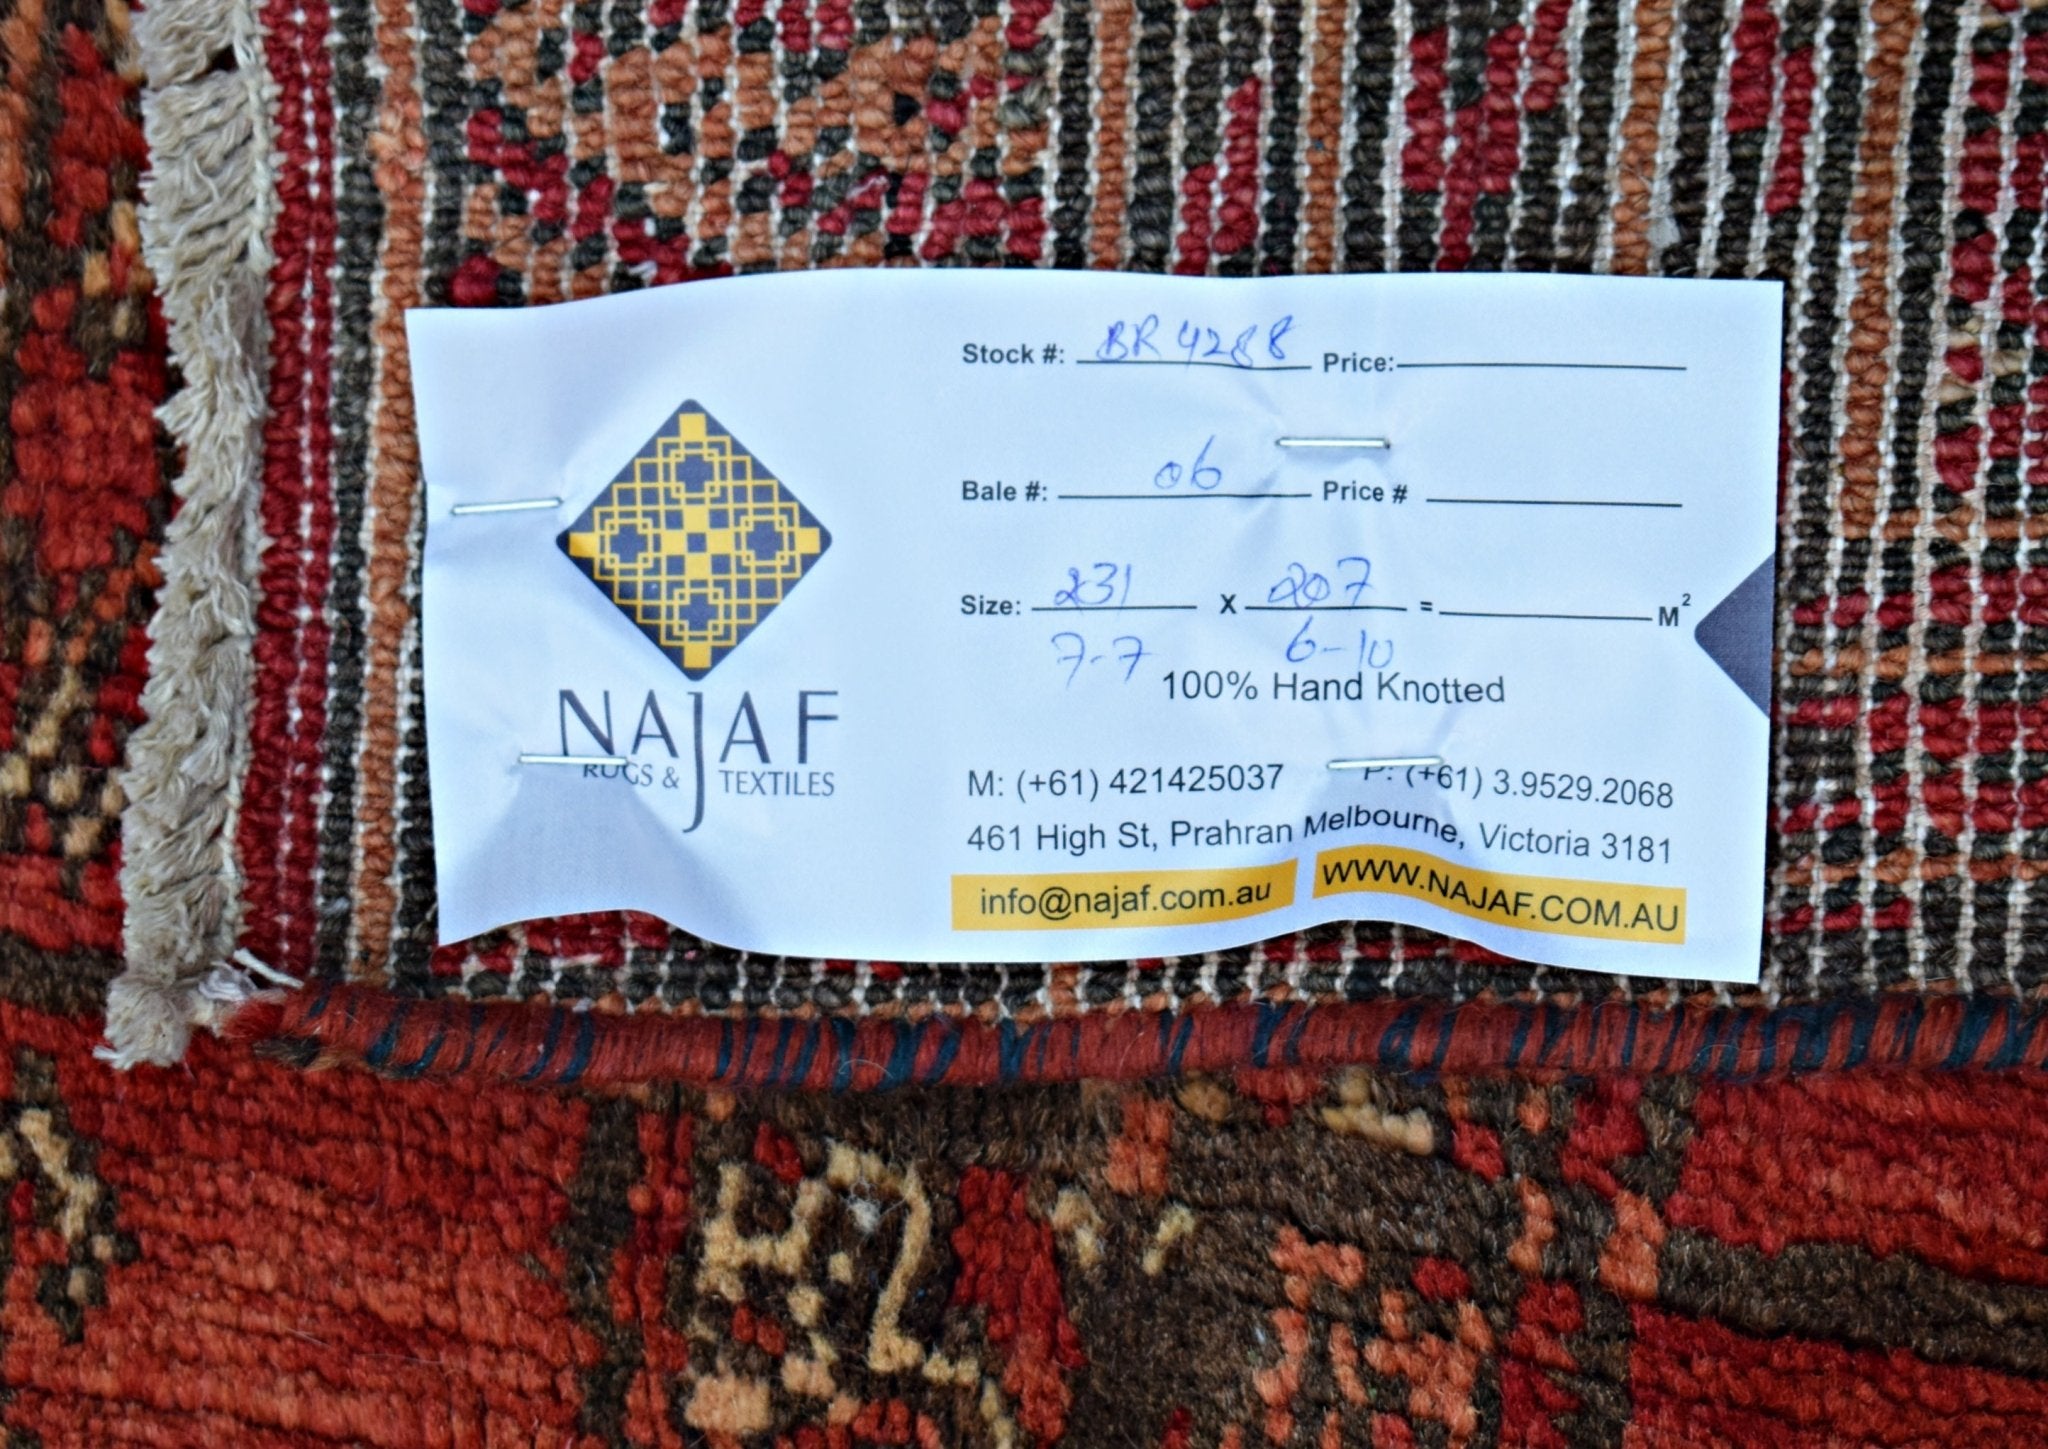 NAJAF
RUGS & TEXTILES
Stock #: BR 4288 Price:
Bale #: 06 Price #
Size: 231 X 207 = M²
7-7 6-10
100% Hand Knotted
M: (+61) 421425037 P: (+61) 3.9529.2068
461 High St, Prahran Melbourne, Victoria 3181
info@najaf.com.au WWW.NAJAF.COM.AU